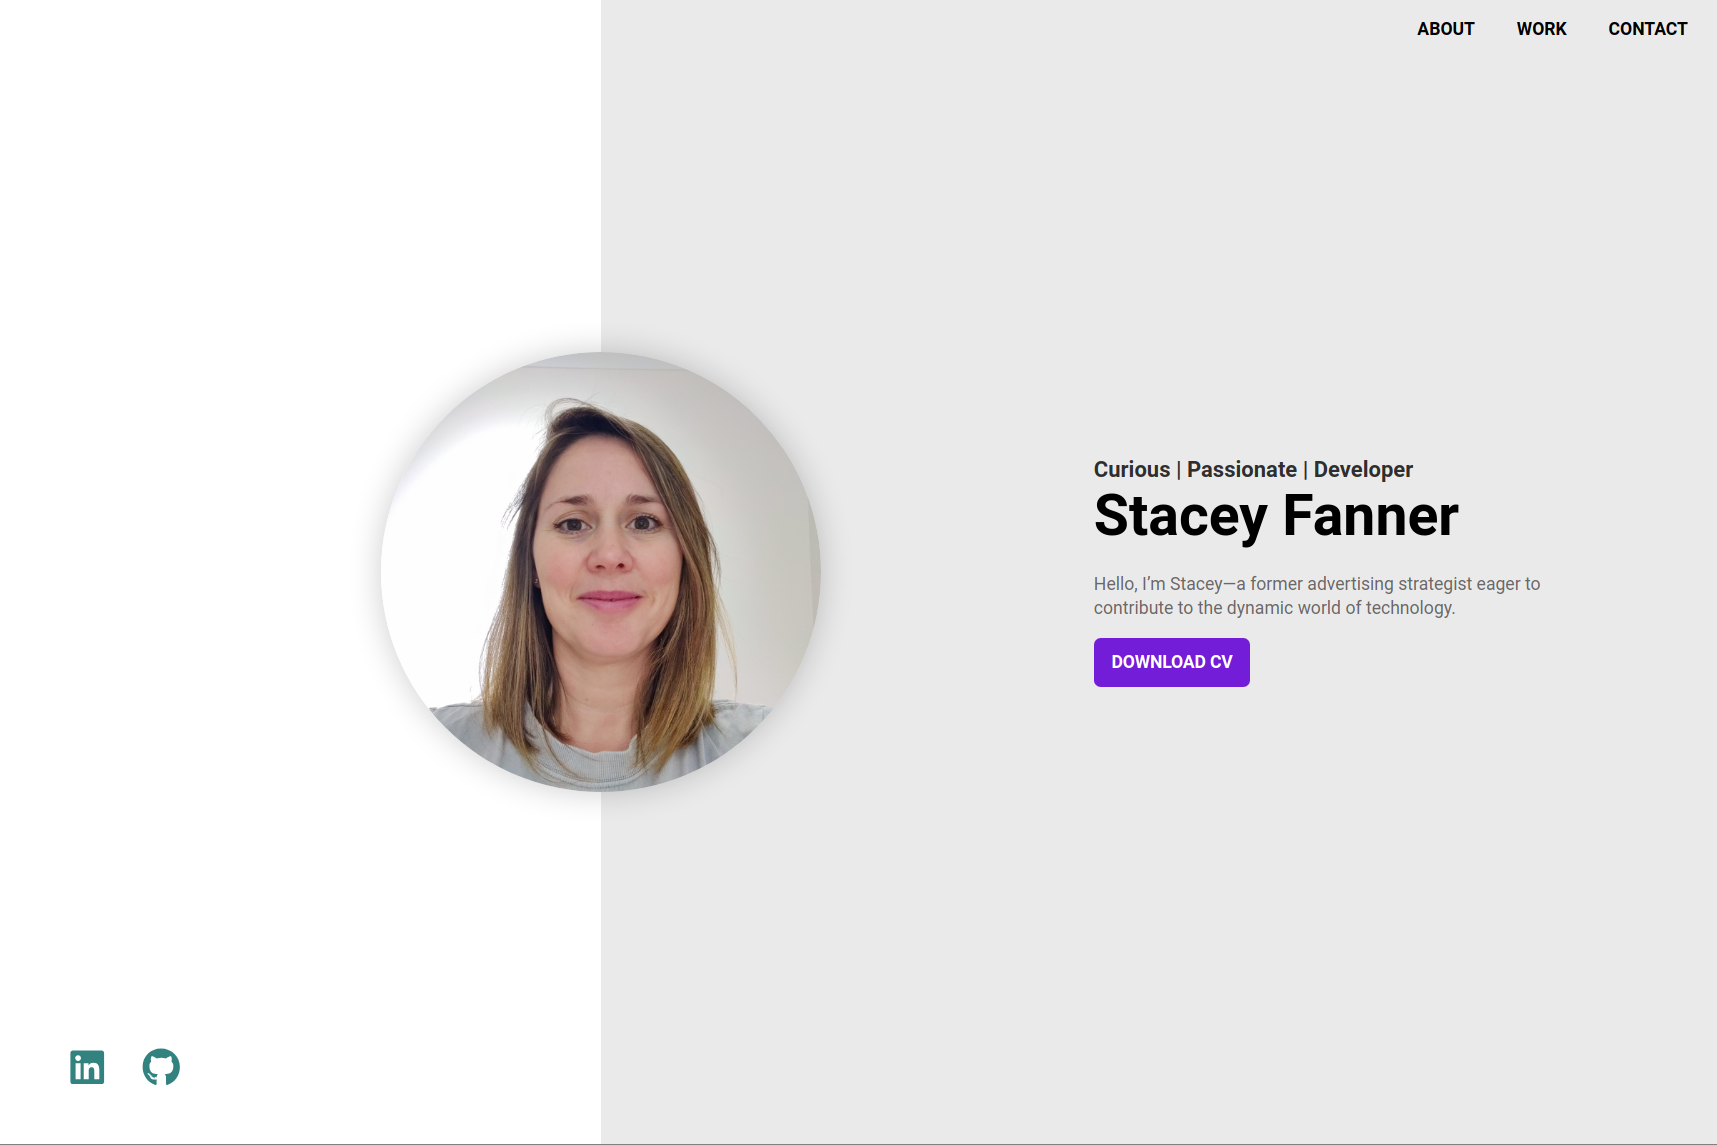 ABOUT WORK CONTACT
Curious | Passionate | Developer
Stacey Fanner
Hello, I’m Stacey—a former advertising strategist eager to
contribute to the dynamic world of technology.
DOWNLOAD CV
in